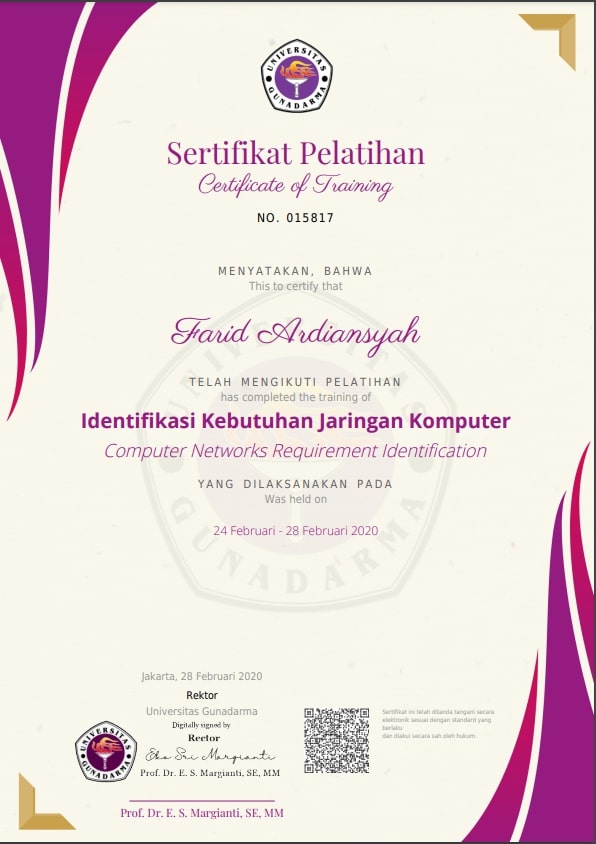 UNIVERSITAS
GUNADARMA
Sertifikat Pelatihan
Certificate of Training
NO. 015817
MENYATAKAN, BAHWA
This to certify that
Farid Ardiansyah
TELAH MENGIKUTI PELATIHAN
has completed the training of
Identifikasi Kebutuhan Jaringan Komputer
Computer Networks Requirement Identification
YANG DILAKSANAKAN PADA
Was held on
24 Februari - 28 Februari 2020
UNIVERSITAS
GUNADARMA
Jakarta, 28 Februari 2020
Rektor
Universitas Gunadarma
Digitally signed by
Rector
Eko Sri Margianti
Prof. Dr. E. S. Margianti, SE, MM
UNIVERSITAS
GUNADARMA
Prof. Dr. E. S. Margianti, SE, MM
Sertifikat ini telah ditanda tangani secara
elektronik sesuai dengan standard yang
berlaku
dan diakui secara sah oleh hukum.